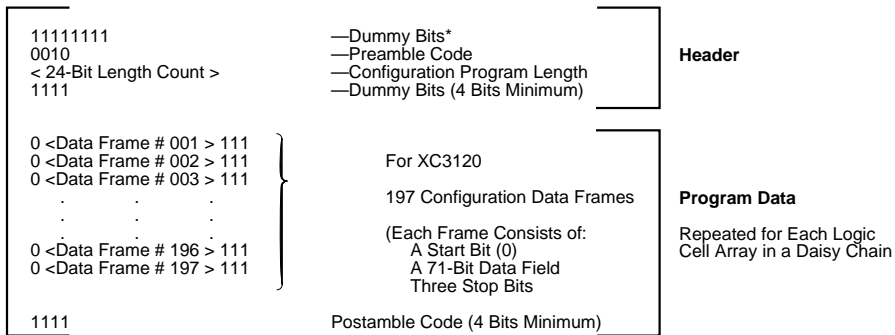 11111111 —Dummy Bits*
0010 —Preamble Code Header
< 24-Bit Length Count > —Configuration Program Length
1111 —Dummy Bits (4 Bits Minimum)
0 <Data Frame # 001 > 111
0 <Data Frame # 002 > 111 For XC3120
0 <Data Frame # 003 > 111
. . . 197 Configuration Data Frames Program Data
. . .
. . . (Each Frame Consists of: Repeated for Each Logic
0 <Data Frame # 196 > 111 A Start Bit (0) Cell Array in a Daisy Chain
0 <Data Frame # 197 > 111 A 71-Bit Data Field
Three Stop Bits
1111 Postamble Code (4 Bits Minimum)